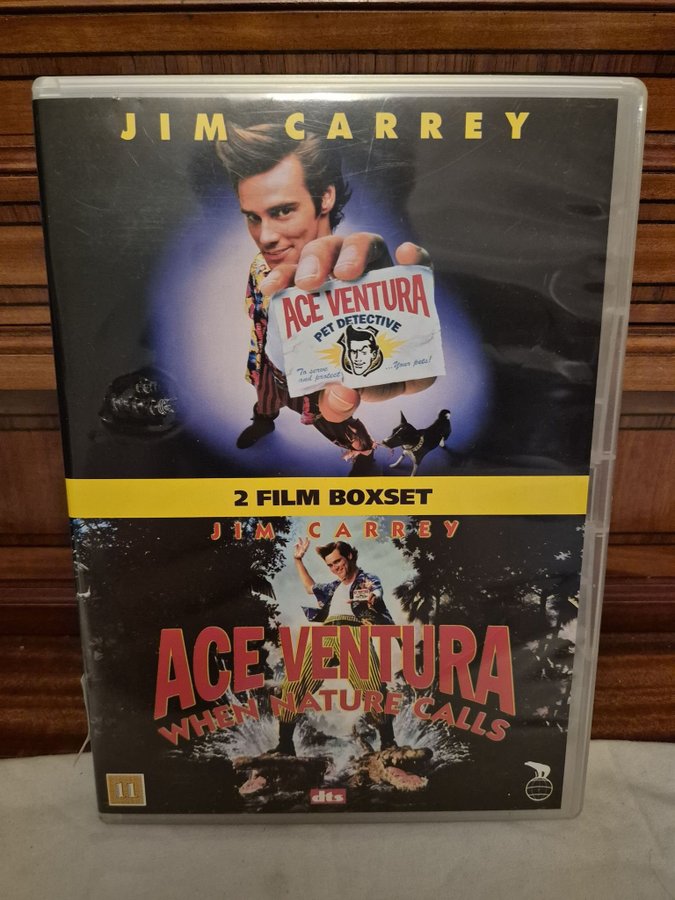 JIM CARREY
ACE VENTURA
PET DETECTIVE
To serve and protect
...Your pets!
2 FILM BOXSET
JIM CARREY
ACE VENTURA
WHEN NATURE CALLS
11
dts